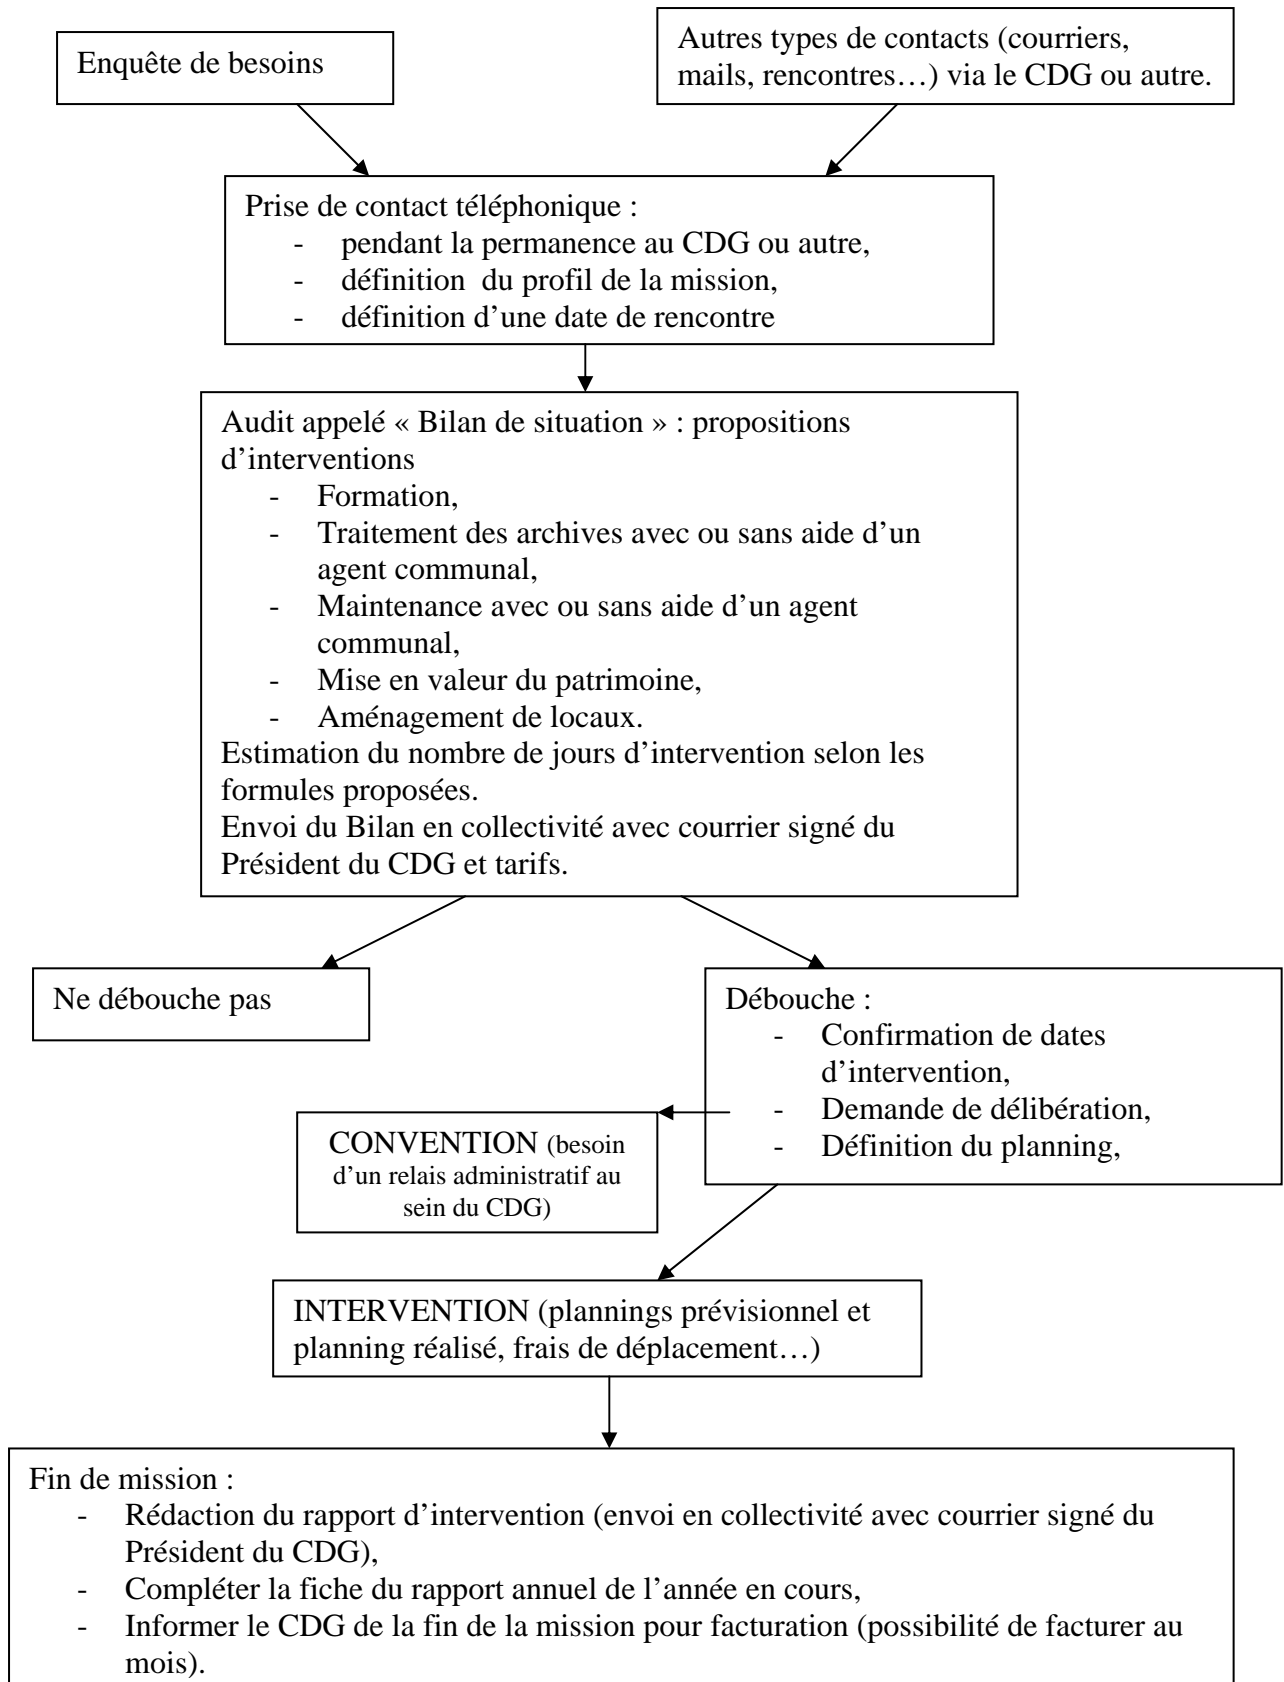 Enquête de besoins
Autres types de contacts (courriers,
mails, rencontres…) via le CDG ou autre.
Prise de contact téléphonique :
- pendant la permanence au CDG ou autre,
- définition  du profil de la mission,
- définition d’une date de rencontre
Audit appelé « Bilan de situation » : propositions
d’interventions
- Formation,
- Traitement des archives avec ou sans aide d’un
agent communal,
- Maintenance avec ou sans aide d’un agent
communal,
- Mise en valeur du patrimoine,
- Aménagement de locaux.
Estimation du nombre de jours d’intervention selon les
formules proposées.
Envoi du Bilan en collectivité avec courrier signé du
Président du CDG et tarifs.
Ne débouche pas
Débouche :
- Confirmation de dates
d’intervention,
- Demande de délibération,
- Définition du planning,
CONVENTION (besoin
d’un relais administratif au
sein du CDG)
INTERVENTION (plannings prévisionnel et
planning réalisé, frais de déplacement…)
Fin de mission :
- Rédaction du rapport d’intervention (envoi en collectivité avec courrier signé du
Président du CDG),
- Compléter la fiche du rapport annuel de l’année en cours,
- Informer le CDG de la fin de la mission pour facturation (possibilité de facturer au
mois).